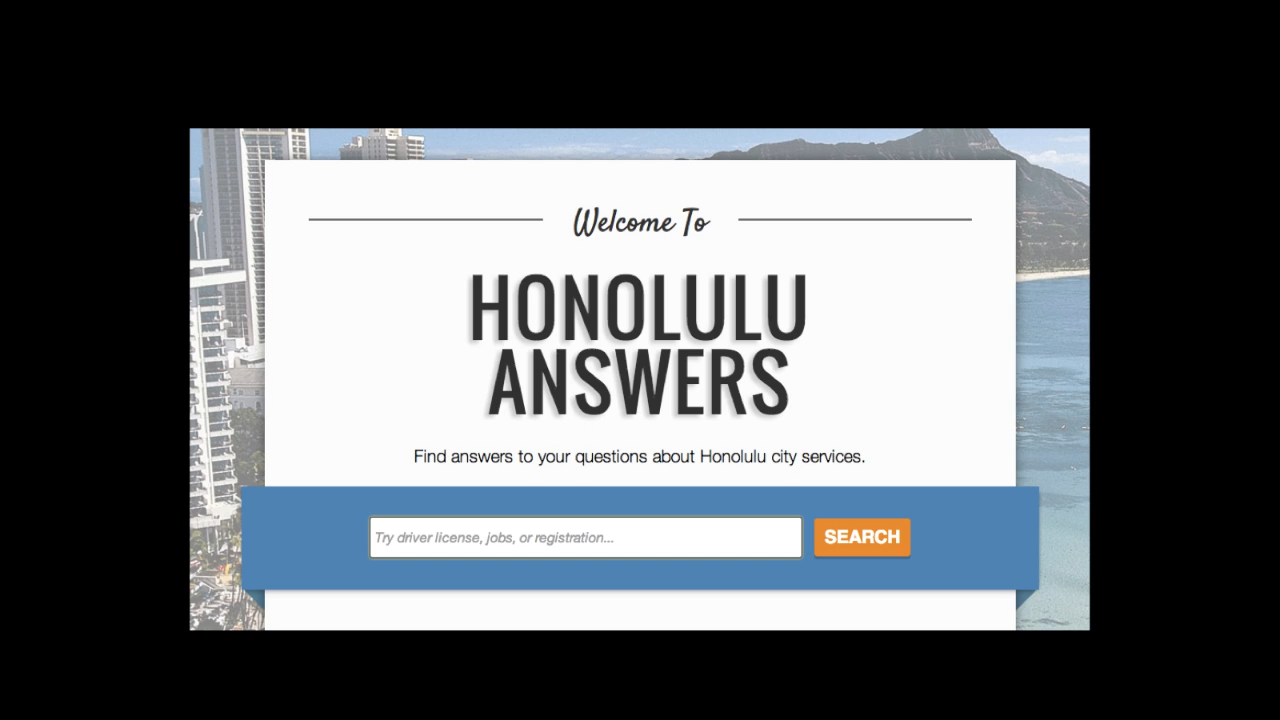 Welcome To
HONOLULU
ANSWERS
Find answers to your questions about Honolulu city services.
Try driver license, jobs, or registration...
SEARCH